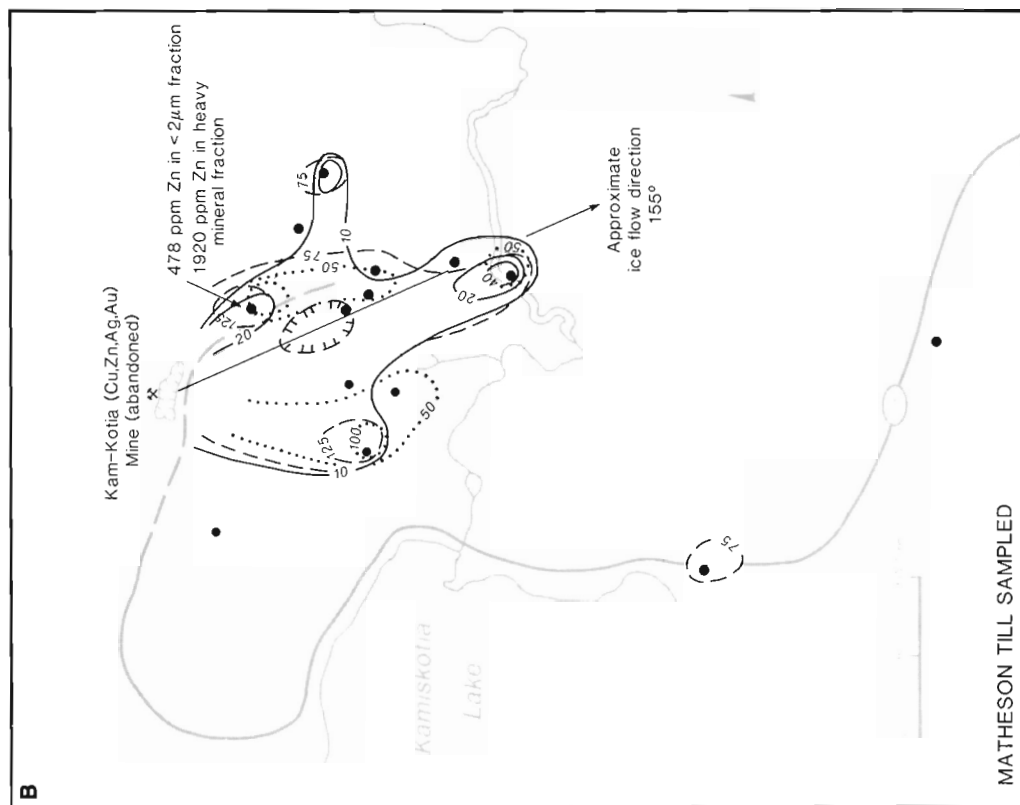 B
Kam-Kotia (Cu,Zn,Ag,Au)
Mine (abandoned)
478 ppm Zn in < 2μm fraction
1920 ppm Zn in heavy
mineral fraction
125
20
75
50
75
10
125
100
10
50
50
40
20
Approximate
ice flow direction
155°
75
Kamiskotia
Lake
MATHESON TILL SAMPLED